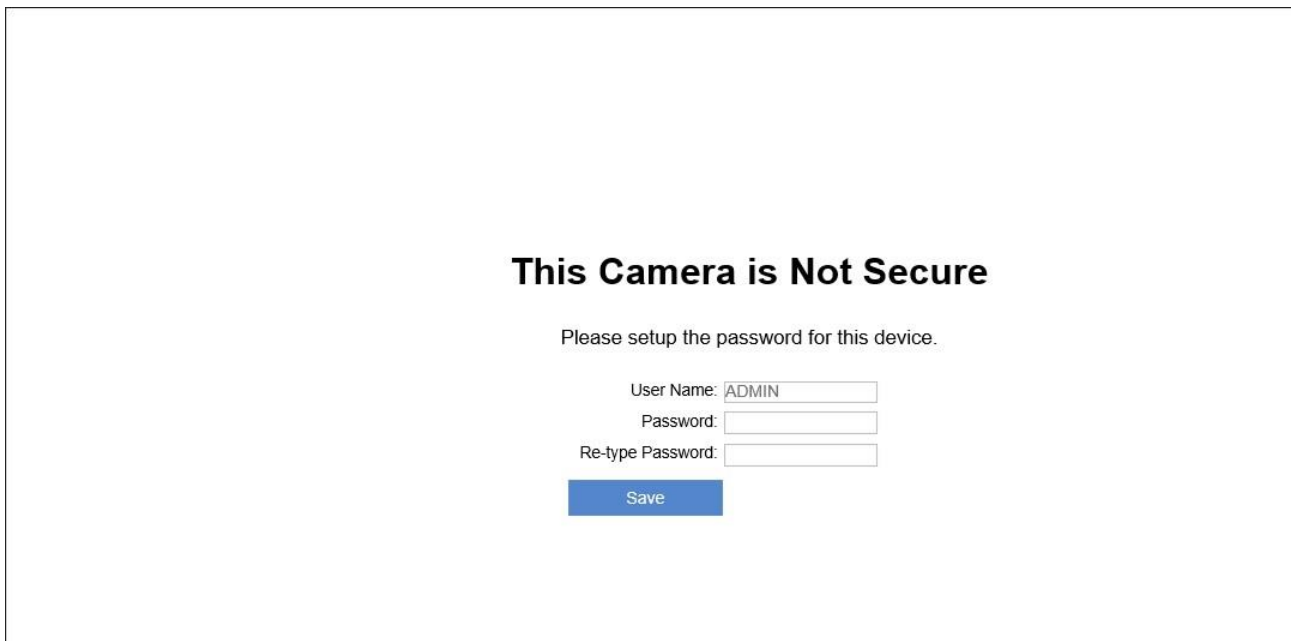 This Camera is Not Secure
Please setup the password for this device.
User Name: ADMIN
Password:
Re-type Password:
Save